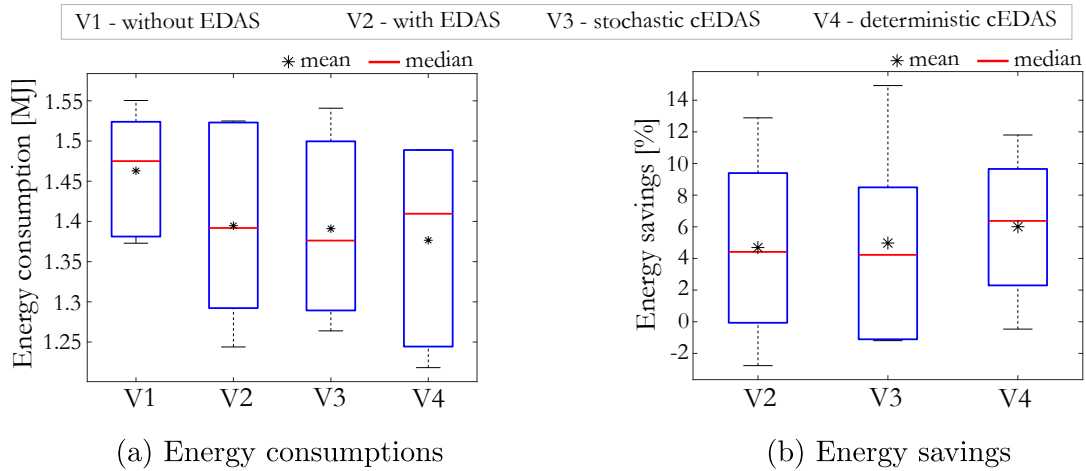 V1 - without EDAS V2 - with EDAS V3 - stochastic cEDAS V4 - deterministic cEDAS
mean median
Energy consumption [MJ]
1.55
1.5
1.45
1.4
1.35
1.3
1.25
V1 V2 V3 V4
(a) Energy consumptions
mean median
Energy savings [%]
14
12
10
8
6
4
2
0
-2
V2 V3 V4
(b) Energy savings